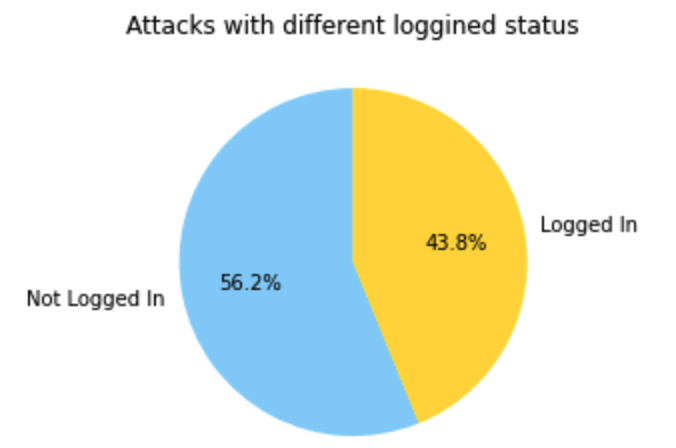 Attacks with different loggined status
Logged In
43.8%
56.2%
Not Logged In